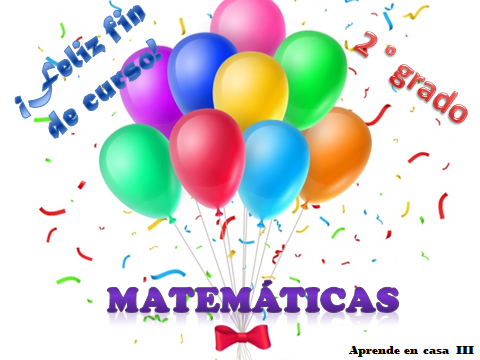 ¡Feliz fin
de curso!
2° grado
MATEMÁTICAS
Aprende en casa III